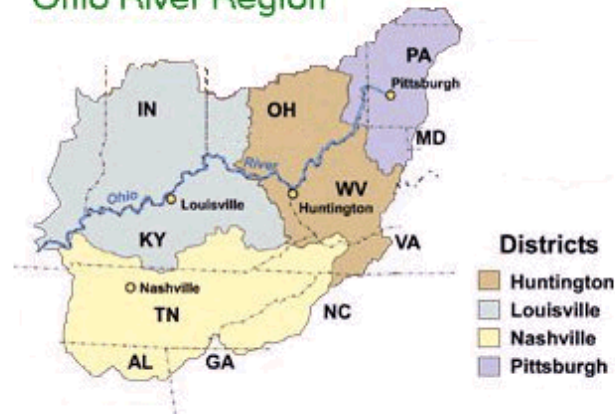 Ohio River Region
PA
Pittsburgh
IN
OH
MD
River
WV
Ohio
Louisville
Huntington
KY
VA
Districts
Huntington
Louisville
Nashville
Pittsburgh
Nashville
TN
NC
AL
GA